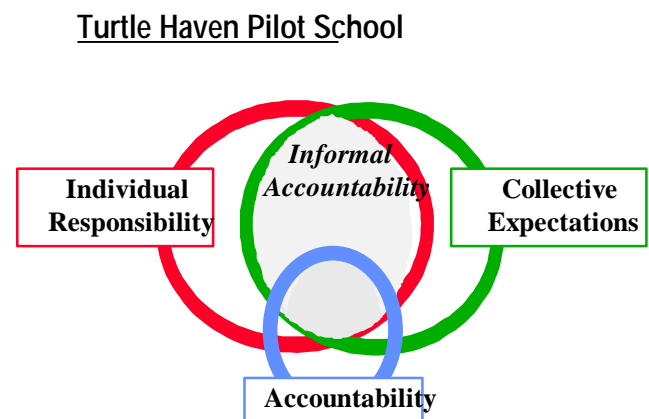 Turtle Haven Pilot School
Informal
Accountability
Individual
Responsibility
Collective
Expectations
Accountability